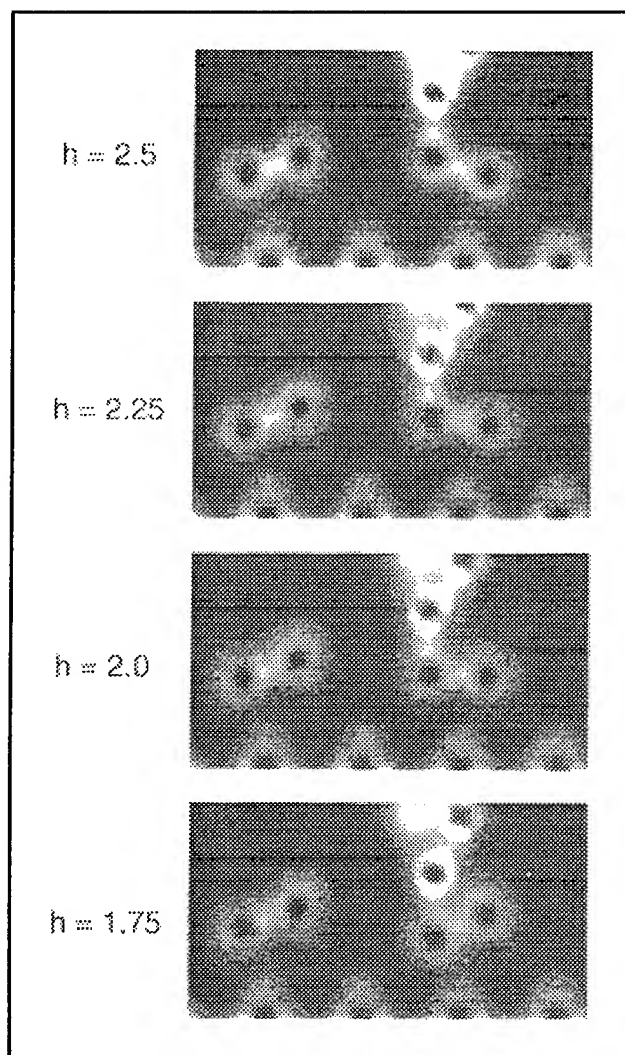 h = 2.5
h = 2.25
h = 2.0
h = 1.75